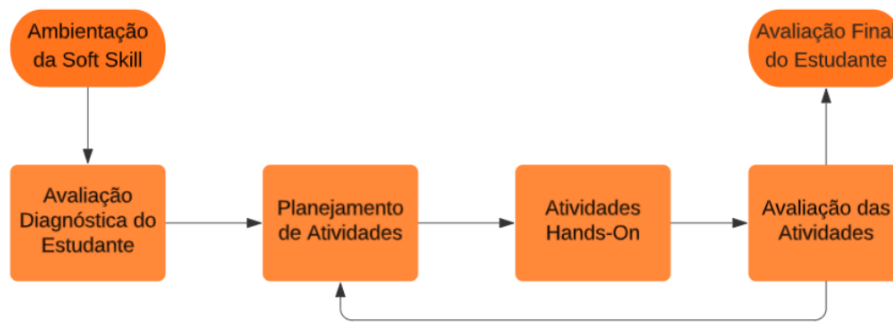 Ambientação
da Soft Skill
Avaliação Final
do Estudante
Avaliação
Diagnóstica do
Estudante
Planejamento
de Atividades
Atividades
Hands-On
Avaliação das
Atividades